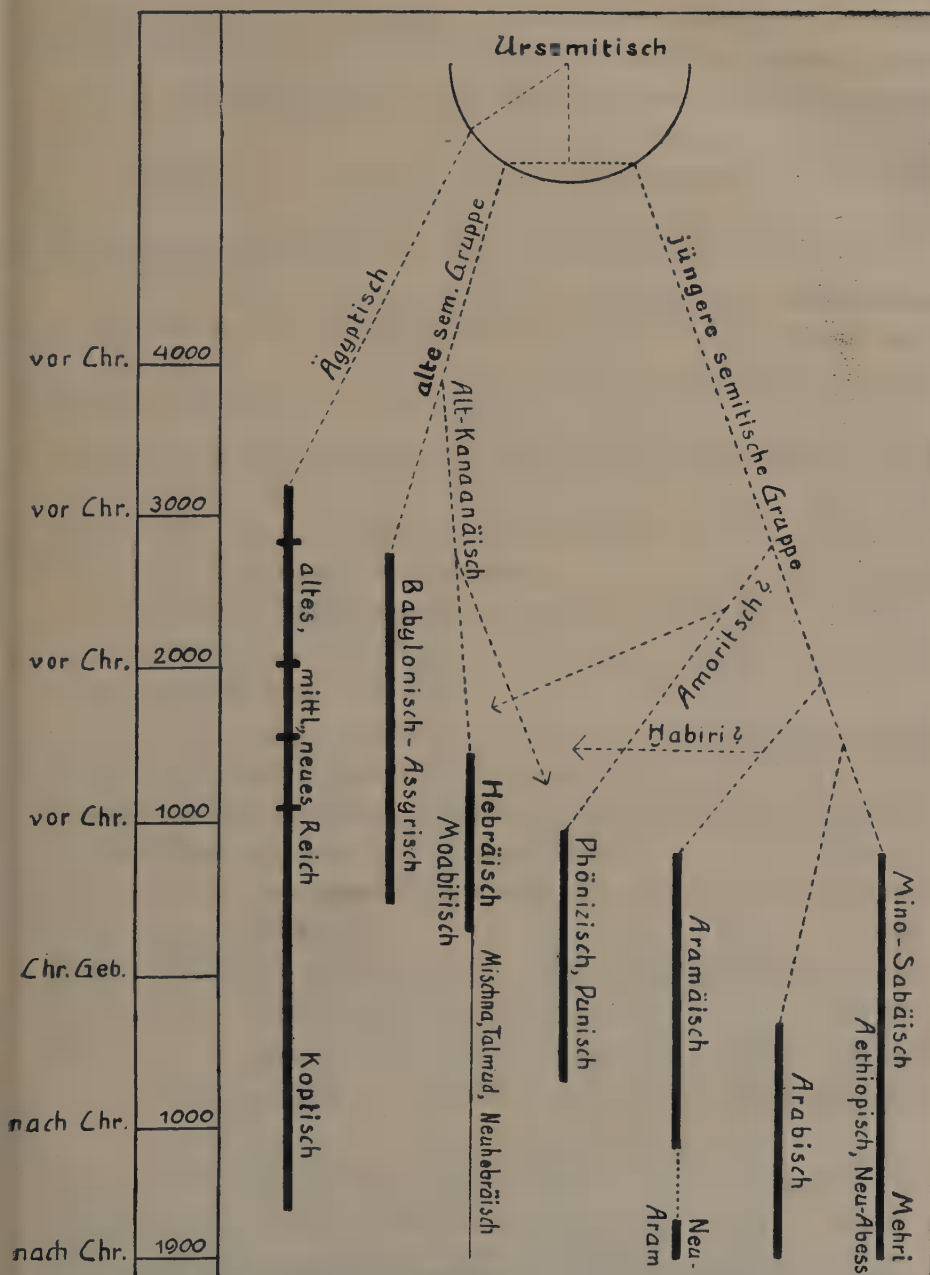 Ursemitisch
Ägyptisch
alte sem. Gruppe
jüngere semitische Gruppe
vor Chr. 4000
Alt-Kanaanäisch
vor Chr. 3000
Amoritsch?
altes, mittl., neues Reich
Babylonisch-Assyrisch
vor Chr. 2000
Ḫabiri?
Hebräisch
Moabitisch
vor Chr. 1000
Phönizisch, Punisch
Aramäisch
Mino-Sabäisch
Chr. Geb.
Mischna, Talmud, Neuhebräisch
Koptisch
Arabisch
Aethiopisch, Neu-Abess
nach Chr. 1000
Neu-
Aram
Mehri
nach Chr. 1900